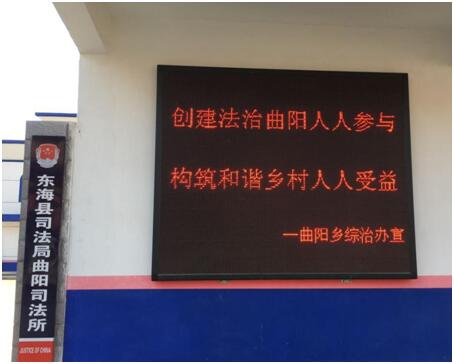 创建法治曲阳人人参与
构筑和谐乡村人人受益
一曲阳乡综治办宣
东海县司法局曲阳司法所
JUSTICE OF CHINA